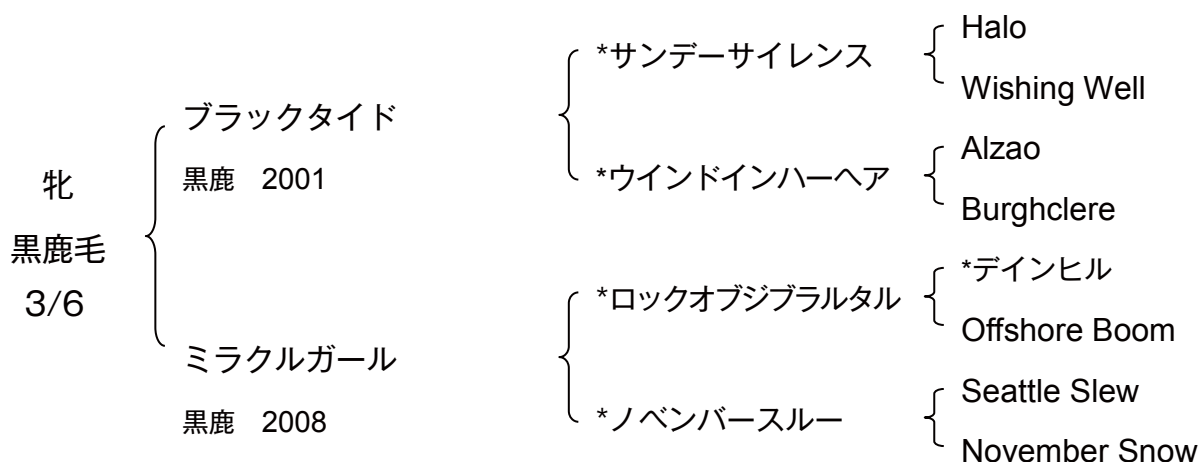 牝
黒鹿毛
3/6
ブラックタイド
黒鹿　2001
*サンデーサイレンス
Halo
Wishing Well
*ウインドインハーヘア
Alzao
Burghclere
ミラクルガール
黒鹿　2008
*ロックオブジブラルタル
*デインヒル
Offshore Boom
*ノベンバースルー
Seattle Slew
November Snow